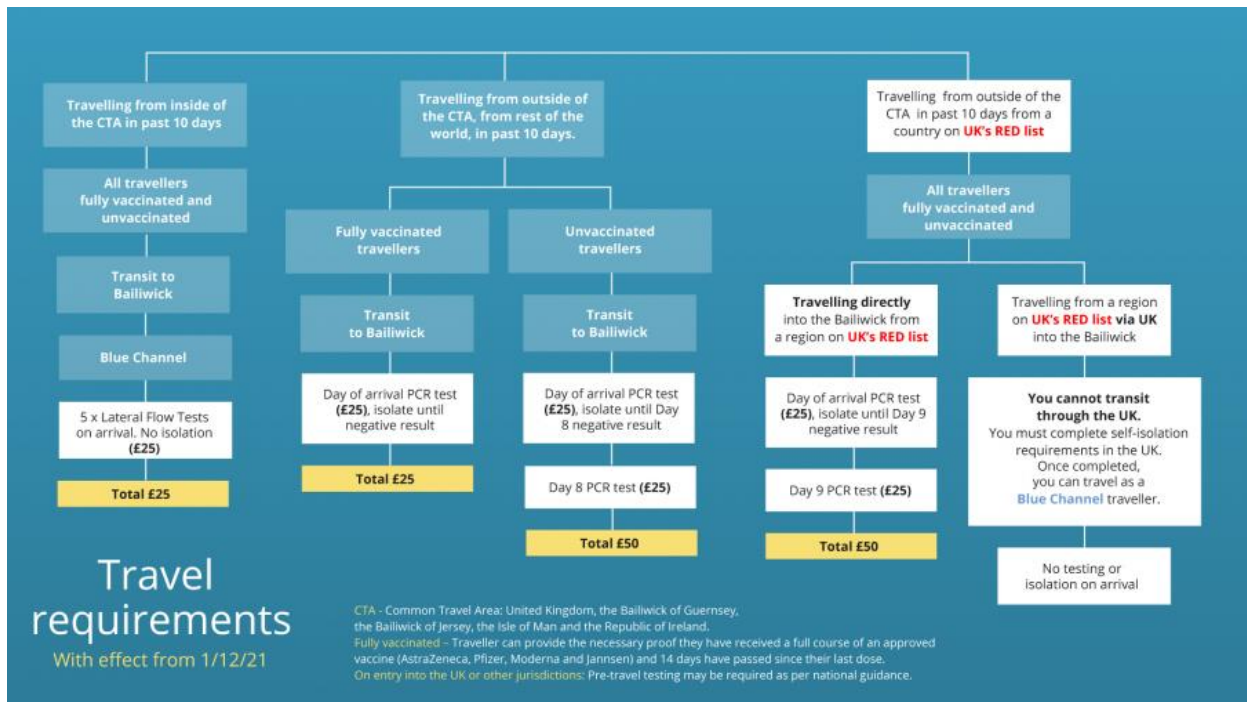 Travelling from inside of
the CTA in past 10 days
All travellers
fully vaccinated and
unvaccinated
Transit to
Bailiwick
Blue Channel
5 x Lateral Flow Tests
on arrival. No isolation
(£25)
Total £25
Travelling from outside of
the CTA, from rest of the
world, in past 10 days.
Fully vaccinated
travellers
Transit
to Bailiwick
Day of arrival PCR test
(£25), isolate until
negative result
Total £25
Unvaccinated
travellers
Transit
to Bailiwick
Day of arrival PCR test
(£25), isolate until Day
8 negative result
Day 8 PCR test (£25)
Total £50
Travelling from outside of the
CTA in past 10 days from a
country on UK's RED list
All travellers
fully vaccinated and
unvaccinated
Travelling directly
into the Bailiwick from
a region on UK's RED list
Day of arrival PCR test
(£25), isolate until Day 9
negative result
Day 9 PCR test (£25)
Total £50
Travelling from a region
on UK's RED list via UK
into the Bailiwick
You cannot transit
through the UK.
You must complete self-isolation
requirements in the UK.
Once completed,
you can travel as a
Blue Channel traveller.
No testing or
isolation on arrival
Travel
requirements
With effect from 1/12/21
CTA - Common Travel Area: United Kingdom, the Bailiwick of Guernsey,
the Bailiwick of Jersey, the Isle of Man and the Republic of Ireland.
Fully vaccinated – Traveller can provide the necessary proof they have received a full course of an approved
vaccine (AstraZeneca, Pfizer, Moderna and Jannsen) and 14 days have passed since their last dose.
On entry into the UK or other jurisdictions: Pre-travel testing may be required as per national guidance.